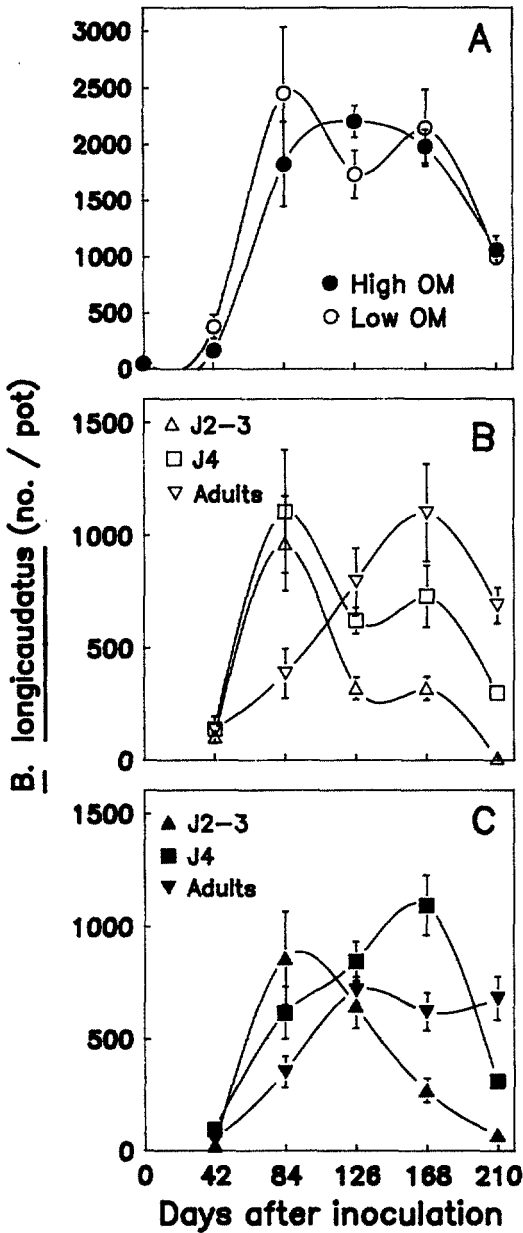 A
3000
2500
2000
1500
1000
500
0
High OM
Low OM
B. longicaudatus (no. / pot)
B
1500
1000
500
0
J2-3
J4
Adults
C
1500
1000
500
0
J2-3
J4
Adults
0 42 84 126 168 210
Days after inoculation